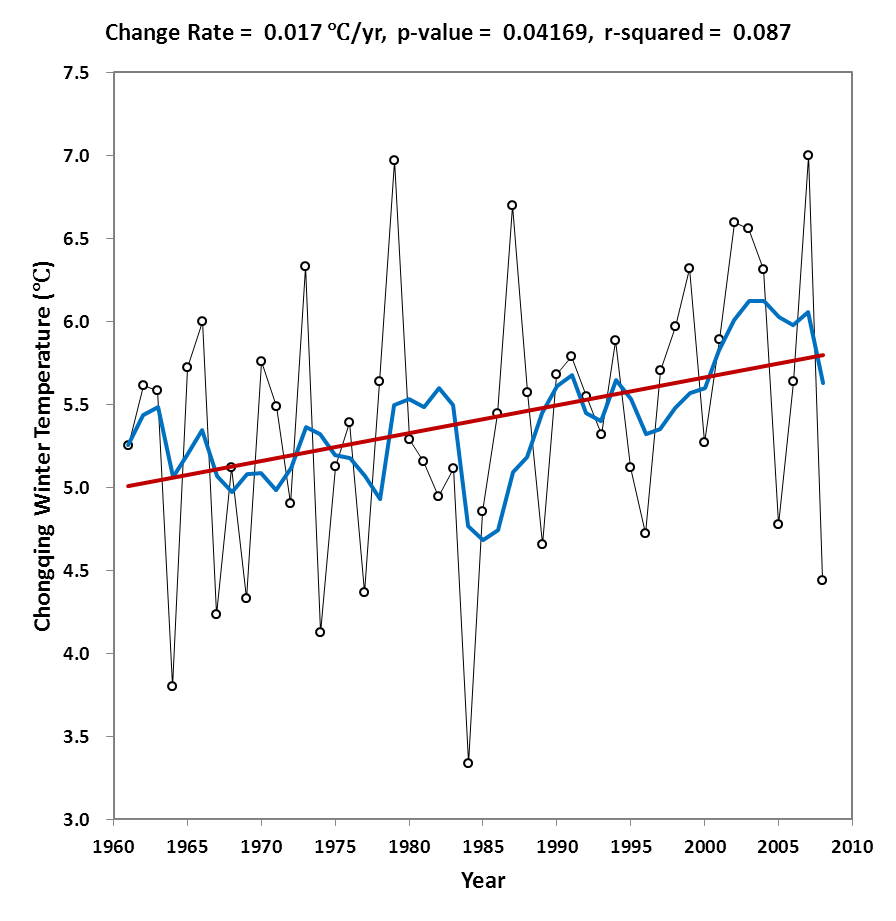 Change Rate = 0.017 ℃/yr, p-value = 0.04169, r-squared = 0.087
7.5
7.0
6.5
6.0
5.5
5.0
4.5
4.0
3.5
3.0
Chongqing Winter Temperature (℃)
1960 1965 1970 1975 1980 1985 1990 1995 2000 2005 2010
Year